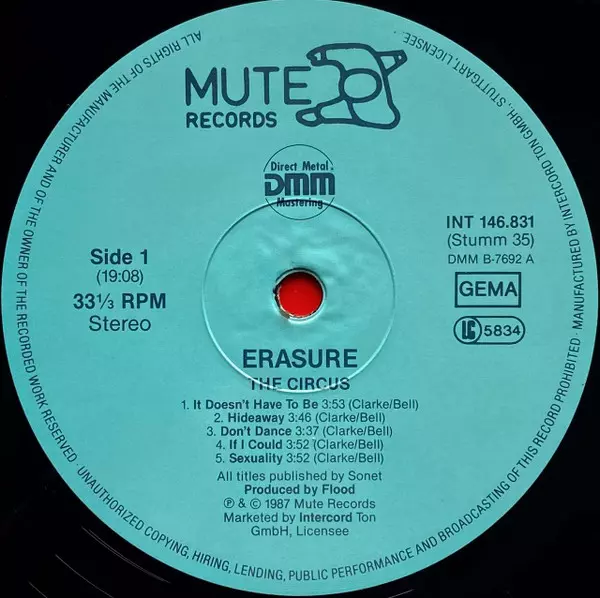 MUTE
RECORDS
Direct Metal
DMM
Mastering
Side 1
(19:08)
33⅓ RPM
Stereo
INT 146.831
(Stumm 35)
DMM B-7692 A
GEMA
LC 5834
ERASURE
THE CIRCUS
1. It Doesn't Have To Be 3:53 (Clarke/Bell)
2. Hideaway 3:46 (Clarke/Bell)
3. Don't Dance 3:37 (Clarke/Bell)
4. If I Could 3:52 (Clarke/Bell)
5. Sexuality 3:52 (Clarke/Bell)
All titles published by Sonet
Produced by Flood
℗ & © 1987 Mute Records
Marketed by Intercord Ton
GmbH, Licensee
ALL RIGHTS OF THE MANUFACTURER AND OF THE OWNER OF THE RECORDED WORK RESERVED · UNAUTHORIZED COPYING, HIRING, LENDING, PUBLIC PERFORMANCE AND BROADCASTING OF THIS RECORD PROHIBITED · MANUFACTURED BY INTERCORD TON GMBH., STUTTGART, LICENSEE.